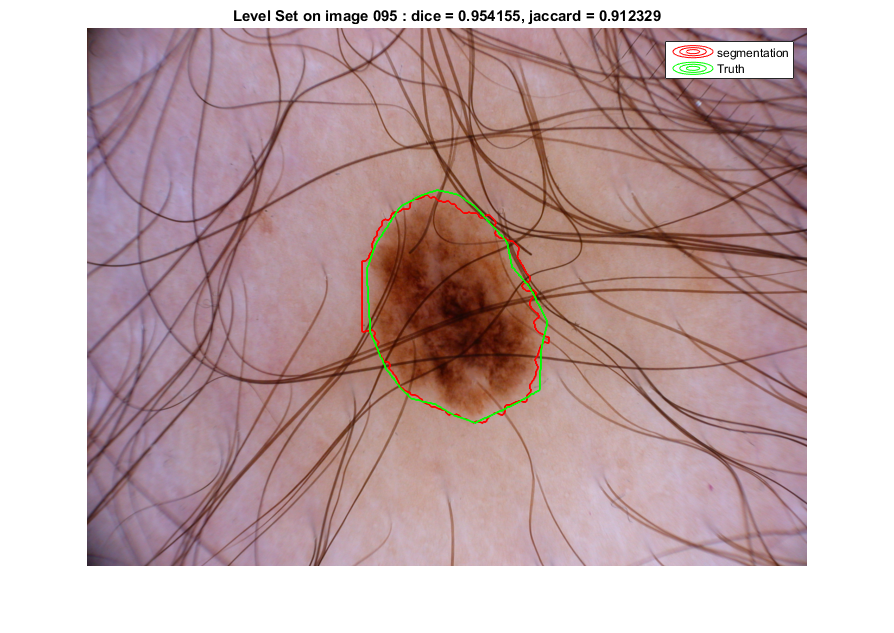 Level Set on image 095 : dice = 0.954155, jaccard = 0.912329
segmentation
Truth